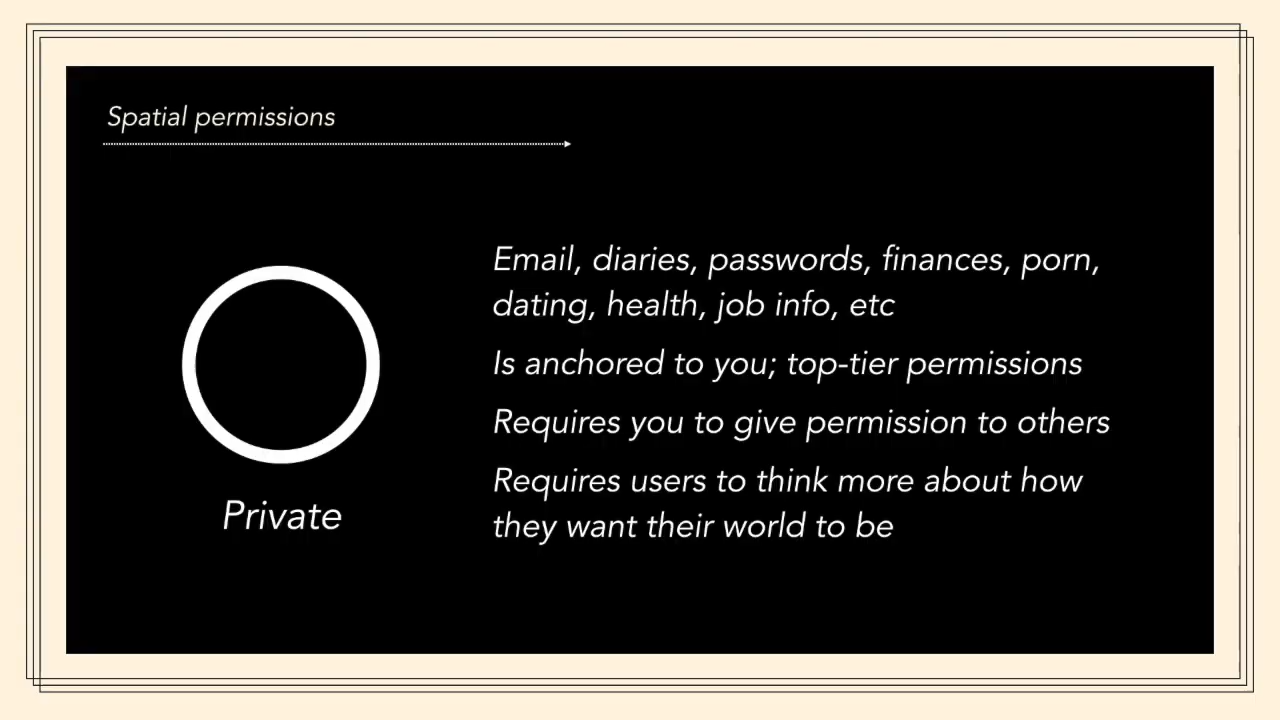 Spatial permissions
Email, diaries, passwords, finances, porn,
dating, health, job info, etc
Is anchored to you; top-tier permissions
Requires you to give permission to others
Requires users to think more about how
they want their world to be
Private